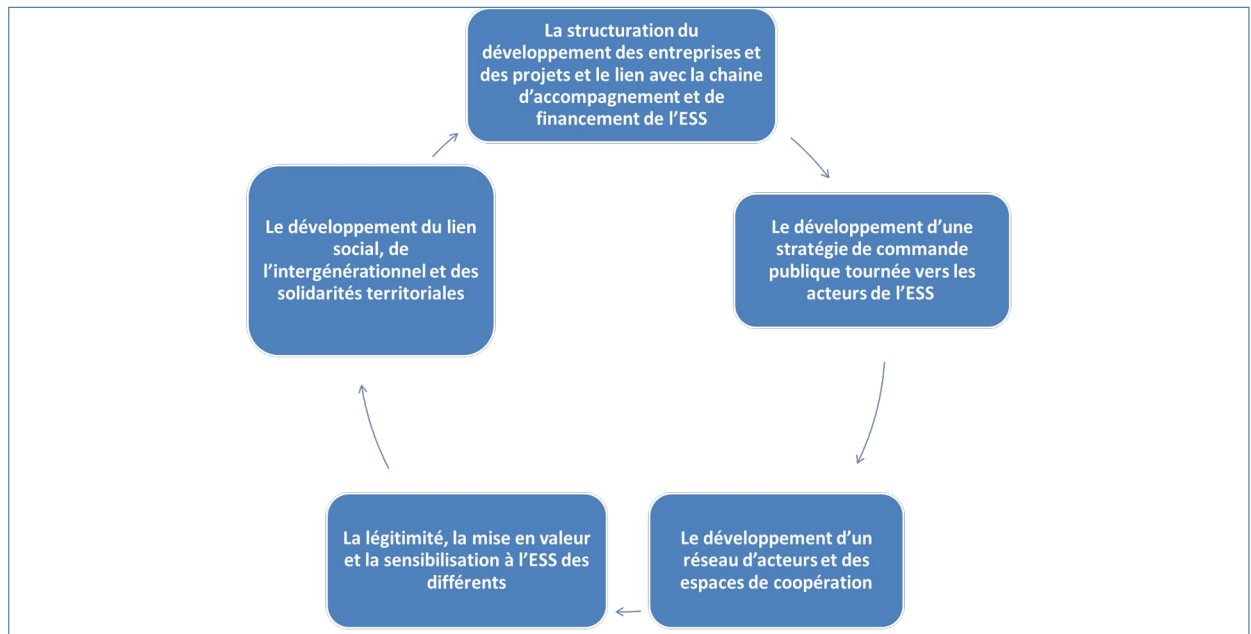 La structuration du
développement des entreprises et
des projets et le lien avec la chaine
d’accompagnement et de
financement de l’ESS
Le développement d’une
stratégie de commande
publique tournée vers les
acteurs de l’ESS
Le développement d’un
réseau d’acteurs et des
espaces de coopération
La légitimité, la mise en valeur
et la sensibilisation à l’ESS des
différents
Le développement du lien
social, de
l’intergénérationnel et des
solidarités territoriales